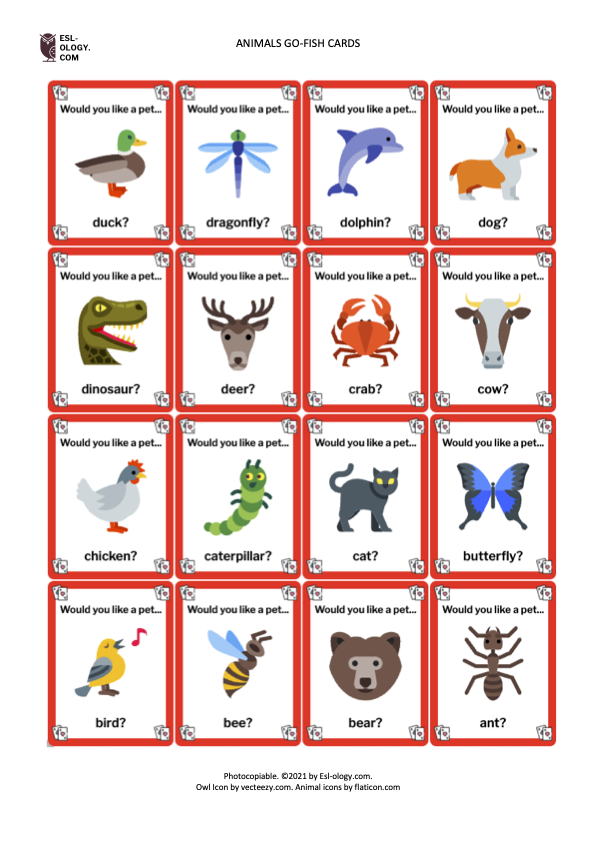 ESL-
OLOGY.
COM
ANIMALS GO-FISH CARDS
Would you like a pet...
duck?
Would you like a pet...
dragonfly?
Would you like a pet...
dolphin?
Would you like a pet...
dog?
Would you like a pet...
dinosaur?
Would you like a pet...
deer?
Would you like a pet...
crab?
Would you like a pet...
cow?
Would you like a pet...
chicken?
Would you like a pet...
caterpillar?
Would you like a pet...
cat?
Would you like a pet...
butterfly?
Would you like a pet...
bird?
Would you like a pet...
bee?
Would you like a pet...
bear?
Would you like a pet...
ant?
Photocopiable. ©2021 by Esl-ology.com.
Owl Icon by vecteezy.com. Animal icons by flaticon.com